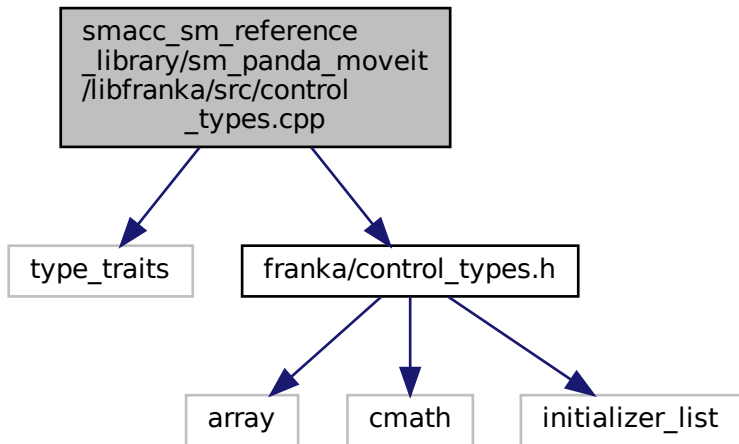 smacc_sm_reference
_library/sm_panda_moveit
/libfranka/src/control
_types.cpp
type_traits
franka/control_types.h
array
cmath
initializer_list